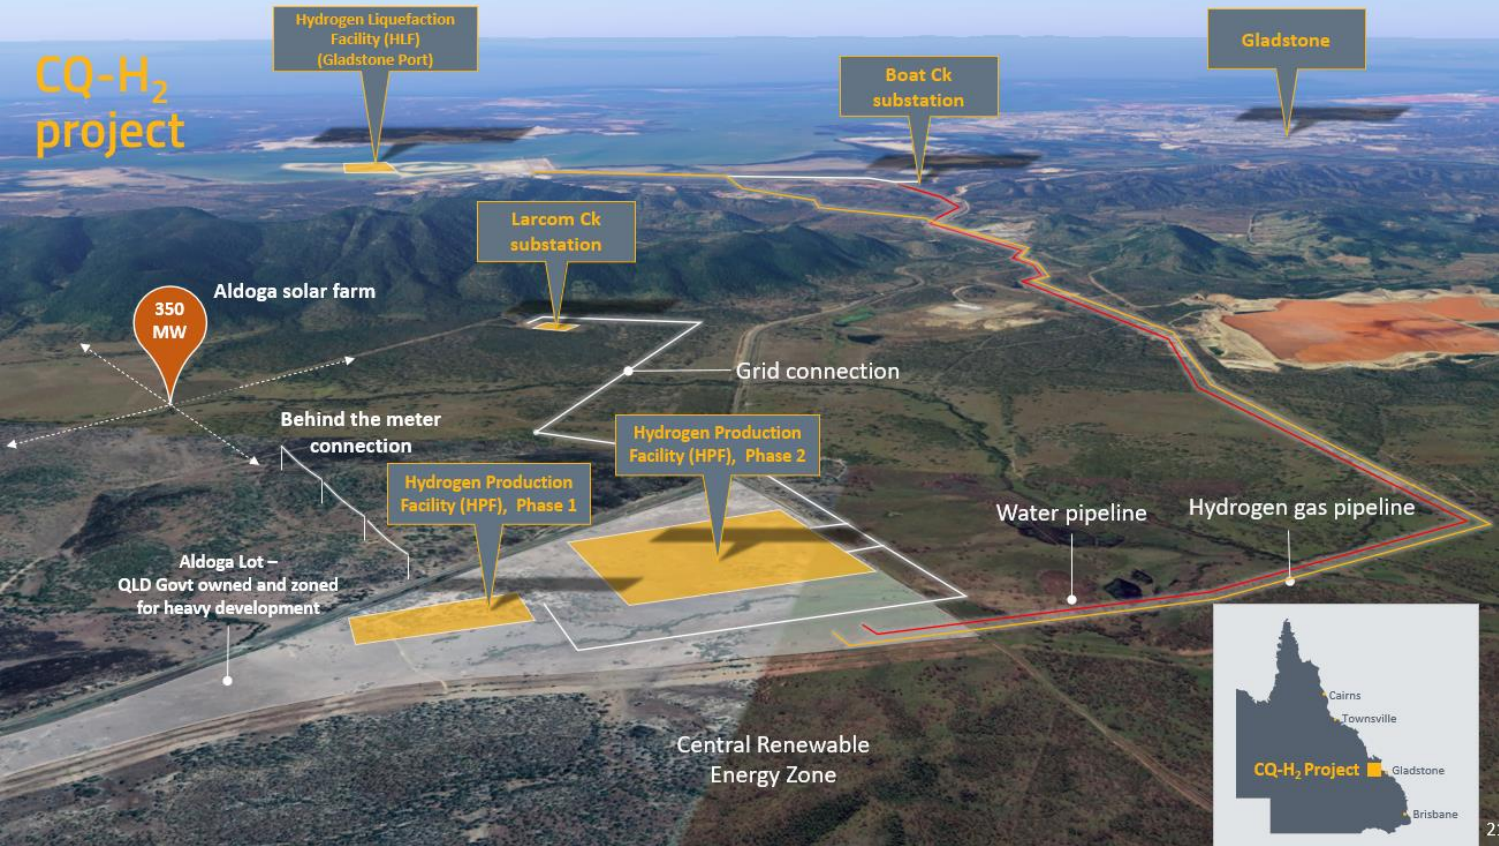 CQ-H₂
project
Hydrogen Liquefaction
Facility (HLF)
(Gladstone Port)
Boat Ck
substation
Gladstone
Larcom Ck
substation
Aldoga solar farm
350
MW
Grid connection
Behind the meter
connection
Hydrogen Production
Facility (HPF), Phase 2
Hydrogen Production
Facility (HPF), Phase 1
Water pipeline
Hydrogen gas pipeline
Aldoga Lot –
QLD Govt owned and zoned
for heavy development
Central Renewable
Energy Zone
Cairns
Townsville
CQ-H₂ Project
Gladstone
Brisbane